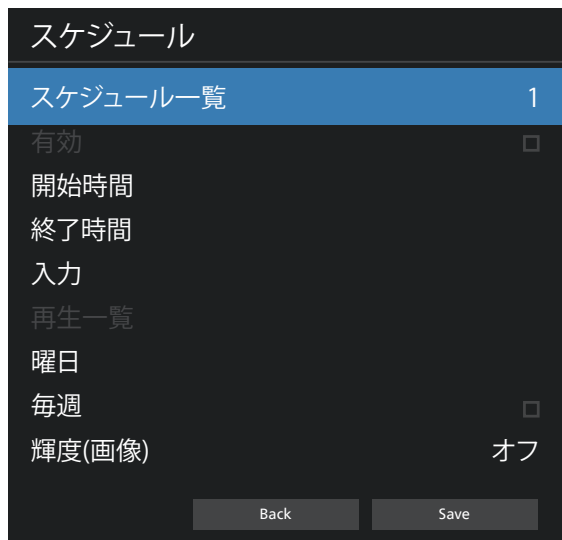 スケジュール
スケジュール一覧 1
有効
開始時間
終了時間
入力
再生一覧
曜日
毎週
輝度(画像) オフ
Back Save